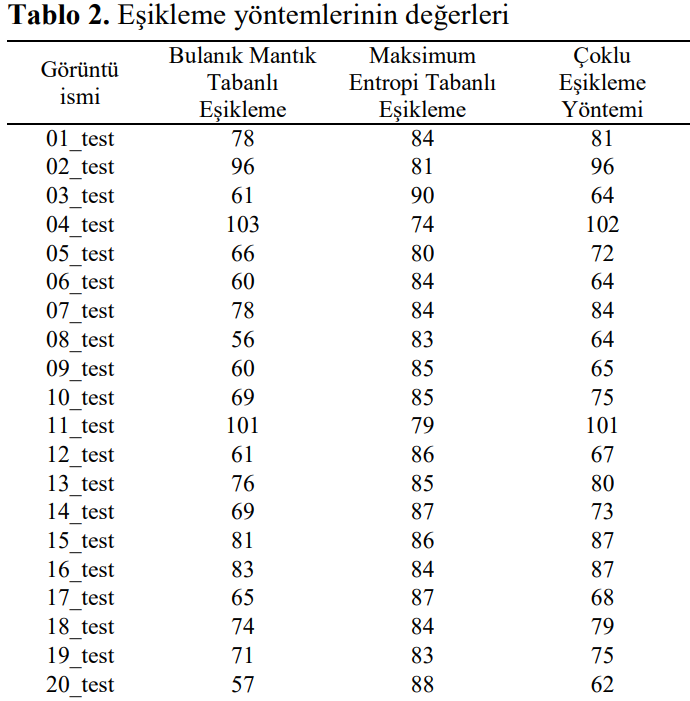 Tablo 2. Eşikleme yöntemlerinin değerleri
Görüntü ismi Bulanık Mantık Tabanlı Eşikleme Maksimum Entropi Tabanlı Eşikleme Çoklu Eşikleme Yöntemi
01_test 78 84 81
02_test 96 81 96
03_test 61 90 64
04_test 103 74 102
05_test 66 80 72
06_test 60 84 64
07_test 78 84 84
08_test 56 83 64
09_test 60 85 65
10_test 69 85 75
11_test 101 79 101
12_test 61 86 67
13_test 76 85 80
14_test 69 87 73
15_test 81 86 87
16_test 83 84 87
17_test 65 87 68
18_test 74 84 79
19_test 71 83 75
20_test 57 88 62